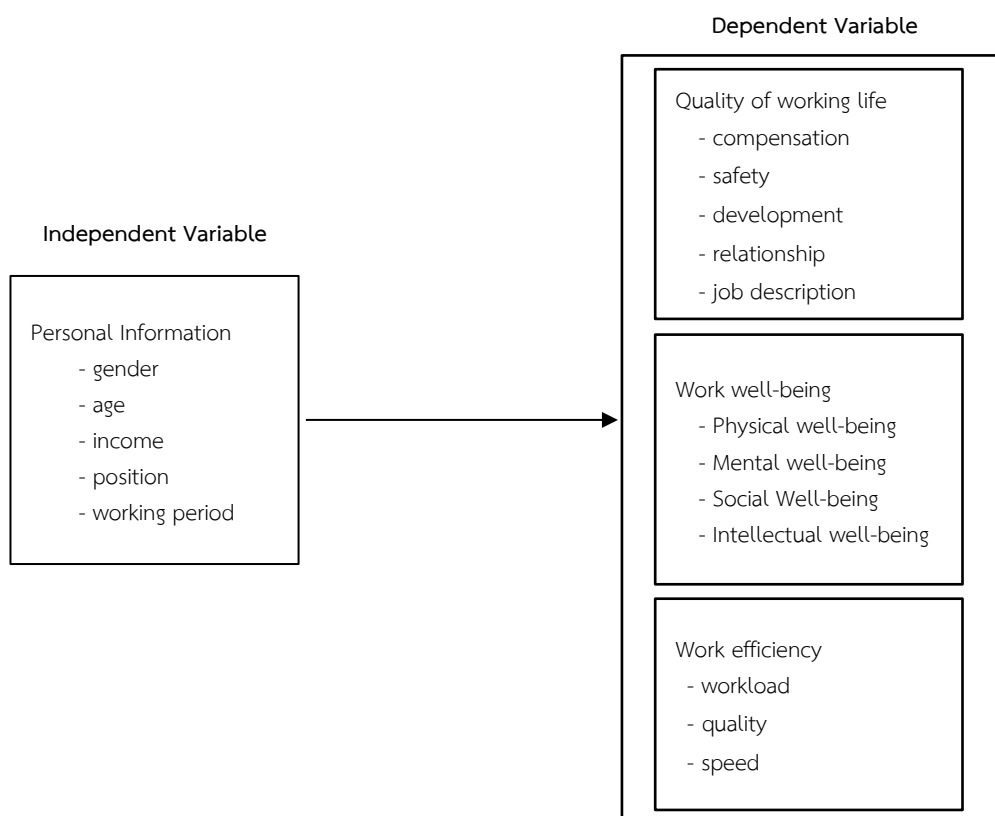 Dependent Variable
Quality of working life
- compensation
- safety
- development
- relationship
- job description
Independent Variable
Personal Information
- gender
- age
- income
- position
- working period
Work well-being
- Physical well-being
- Mental well-being
- Social Well-being
- Intellectual well-being
Work efficiency
- workload
- quality
- speed